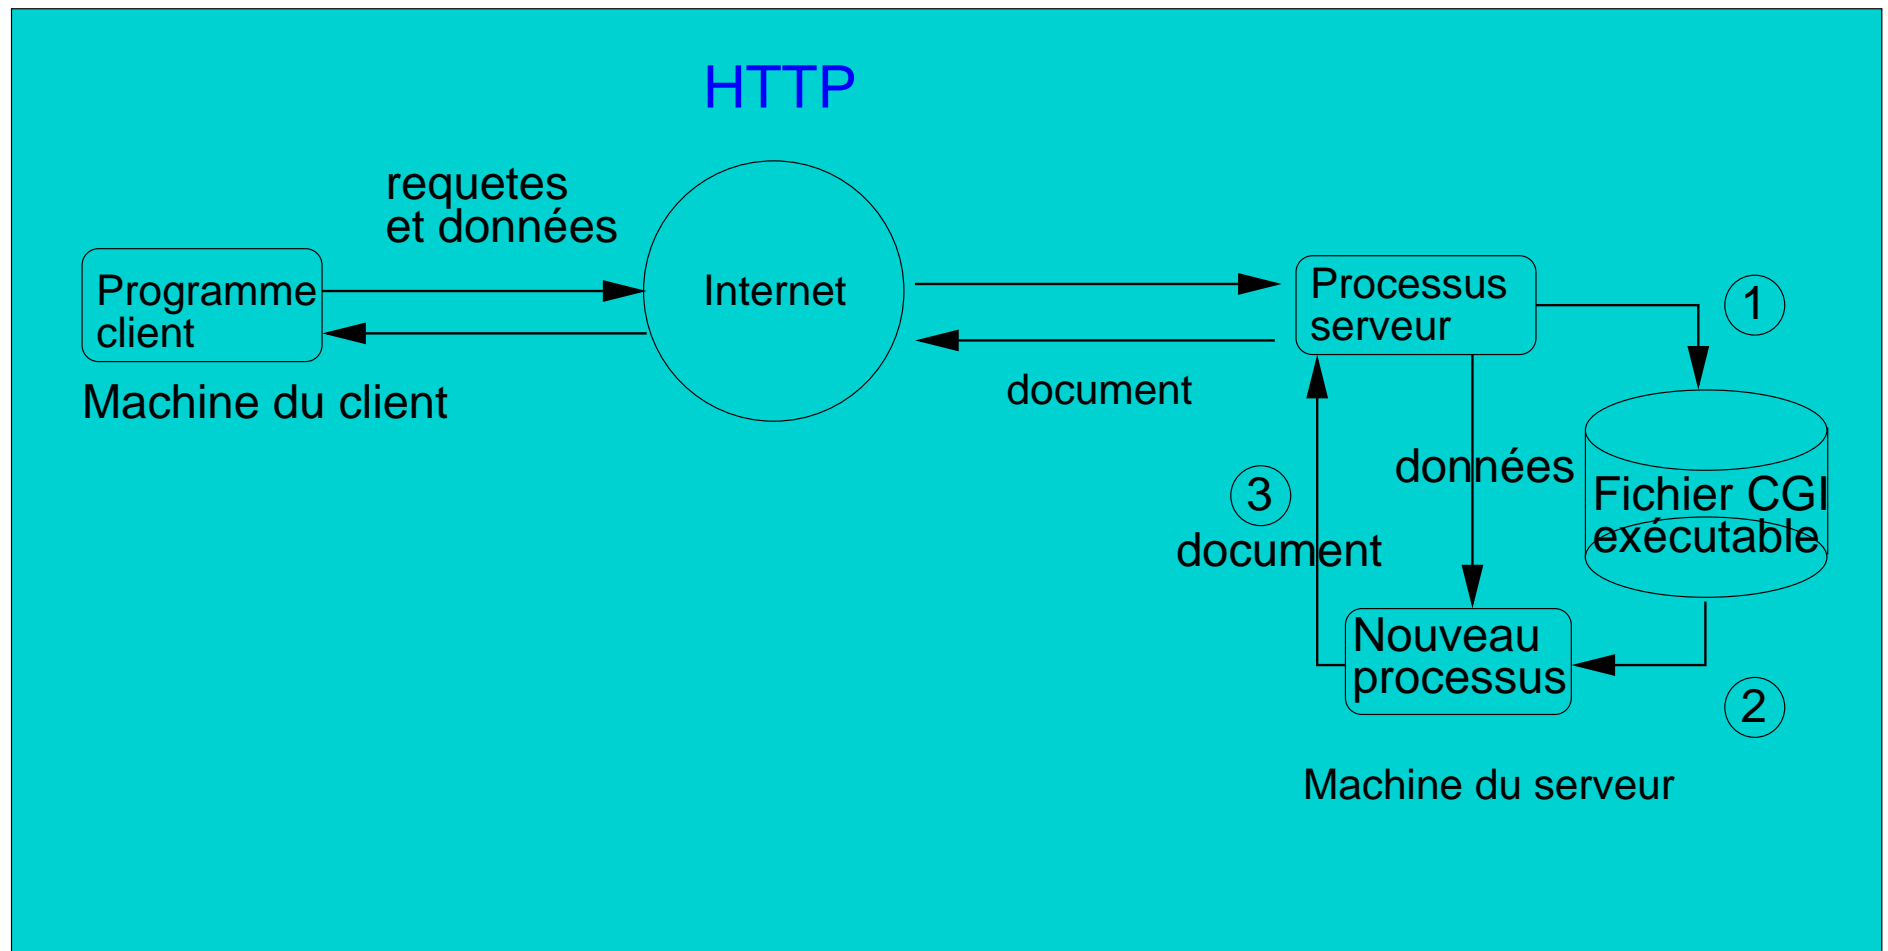 HTTP
requetes
et données
Programme
client
Machine du client
Internet
document
Processus
serveur
1
données
Fichier CGI
exécutable
3
document
Nouveau
processus
2
Machine du serveur